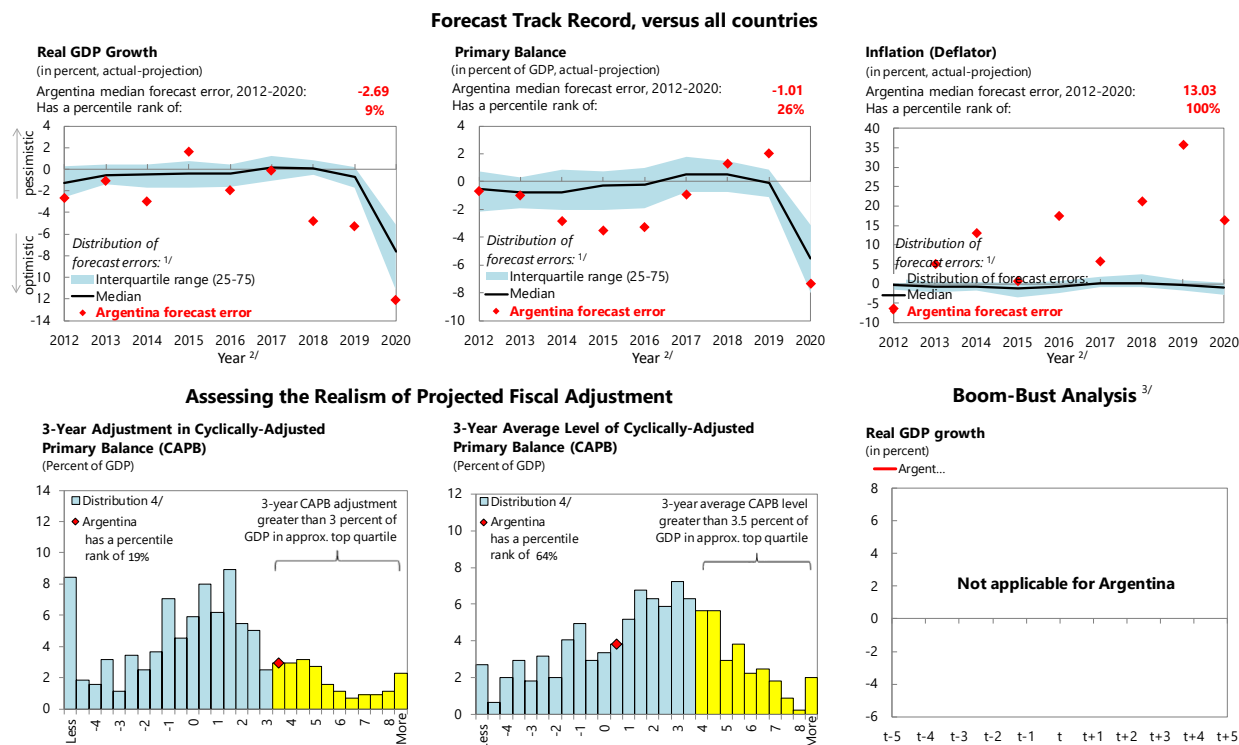 Forecast Track Record, versus all countries
Real GDP Growth
(in percent, actual-projection)
Argentina median forecast error, 2012-2020: -2.69
Has a percentile rank of: 9%
pessimistic
optimistic
4
2
0
-2
-4
-6
-8
10
12
-14
Distribution of
forecast errors: 1/
Interquartile range (25-75)
Median
Argentina forecast error
2012 2013 2014 2015 2016 2017 2018 2019 2020
Year 2/
Primary Balance
(in percent of GDP, actual-projection)
Argentina median forecast error, 2012-2020: -1.01
Has a percentile rank of: 26%
4
2
0
-2
-4
-6
-8
-10
Distribution of
forecast errors: 1/
Interquartile range (25-75)
Median
Argentina forecast error
2012 2013 2014 2015 2016 2017 2018 2019 2020
Year 2/
Inflation (Deflator)
(in percent, actual-projection)
Argentina median forecast error, 2012-2020: 13.03
Has a percentile rank of: 100%
40
35
30
25
20
15
10
5
0
-5
-10
Distribution of
forecast errors: 1/
Distribution of forecast errors:
Median
Argentina forecast error
2012 2013 2014 2015 2016 2017 2018 2019 2020
Year 2/
Assessing the Realism of Projected Fiscal Adjustment
3-Year Adjustment in Cyclically-Adjusted
Primary Balance (CAPB)
(Percent of GDP)
14
12
10
8
6
4
2
0
Distribution 4/
Argentina
has a percentile
rank of 19%
3-year CAPB adjustment
greater than 3 percent of
GDP in approx. top quartile
Less -4 -3 -2 -1 0 1 2 3 4 5 6 7 8 More
3-Year Average Level of Cyclically-Adjusted
Primary Balance (CAPB)
(Percent of GDP)
12
10
8
6
4
2
0
Distribution 4/
Argentina
has a percentile
rank of 64%
3-year average CAPB level
greater than 3.5 percent of
GDP in approx. top quartile
Less -4 -3 -2 -1 0 1 2 3 4 5 6 7 8 More
Boom-Bust Analysis 3/
Real GDP growth
(in percent)
Argent...
8
6
4
2
0
-2
-4
-6
Not applicable for Argentina
t-5 t-4 t-3 t-2 t-1 t t+1 t+2 t+3 t+4 t+5